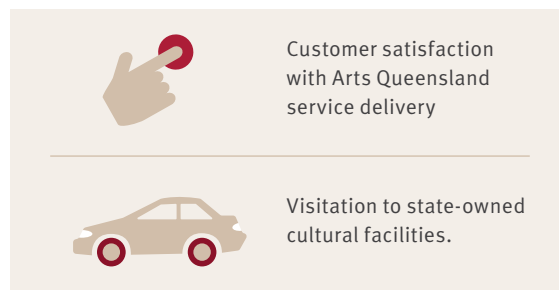 Customer satisfaction
with Arts Queensland
service delivery
Visitation to state-owned
cultural facilities.